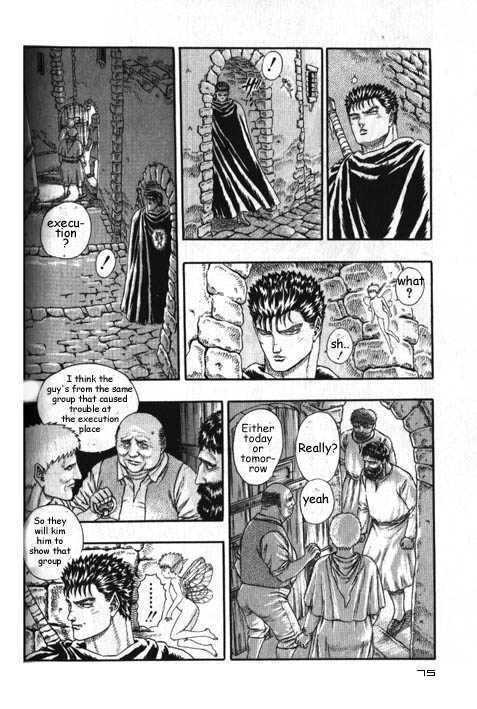 !
execu-
tion
?
!
what
?
sh..
!
Really?
yeah
Either
today
or
tomor-
row
I think the
guy's from the same
group that caused
trouble at
the execution
place
So they
will kim
him to
show that
group
......
!!
75